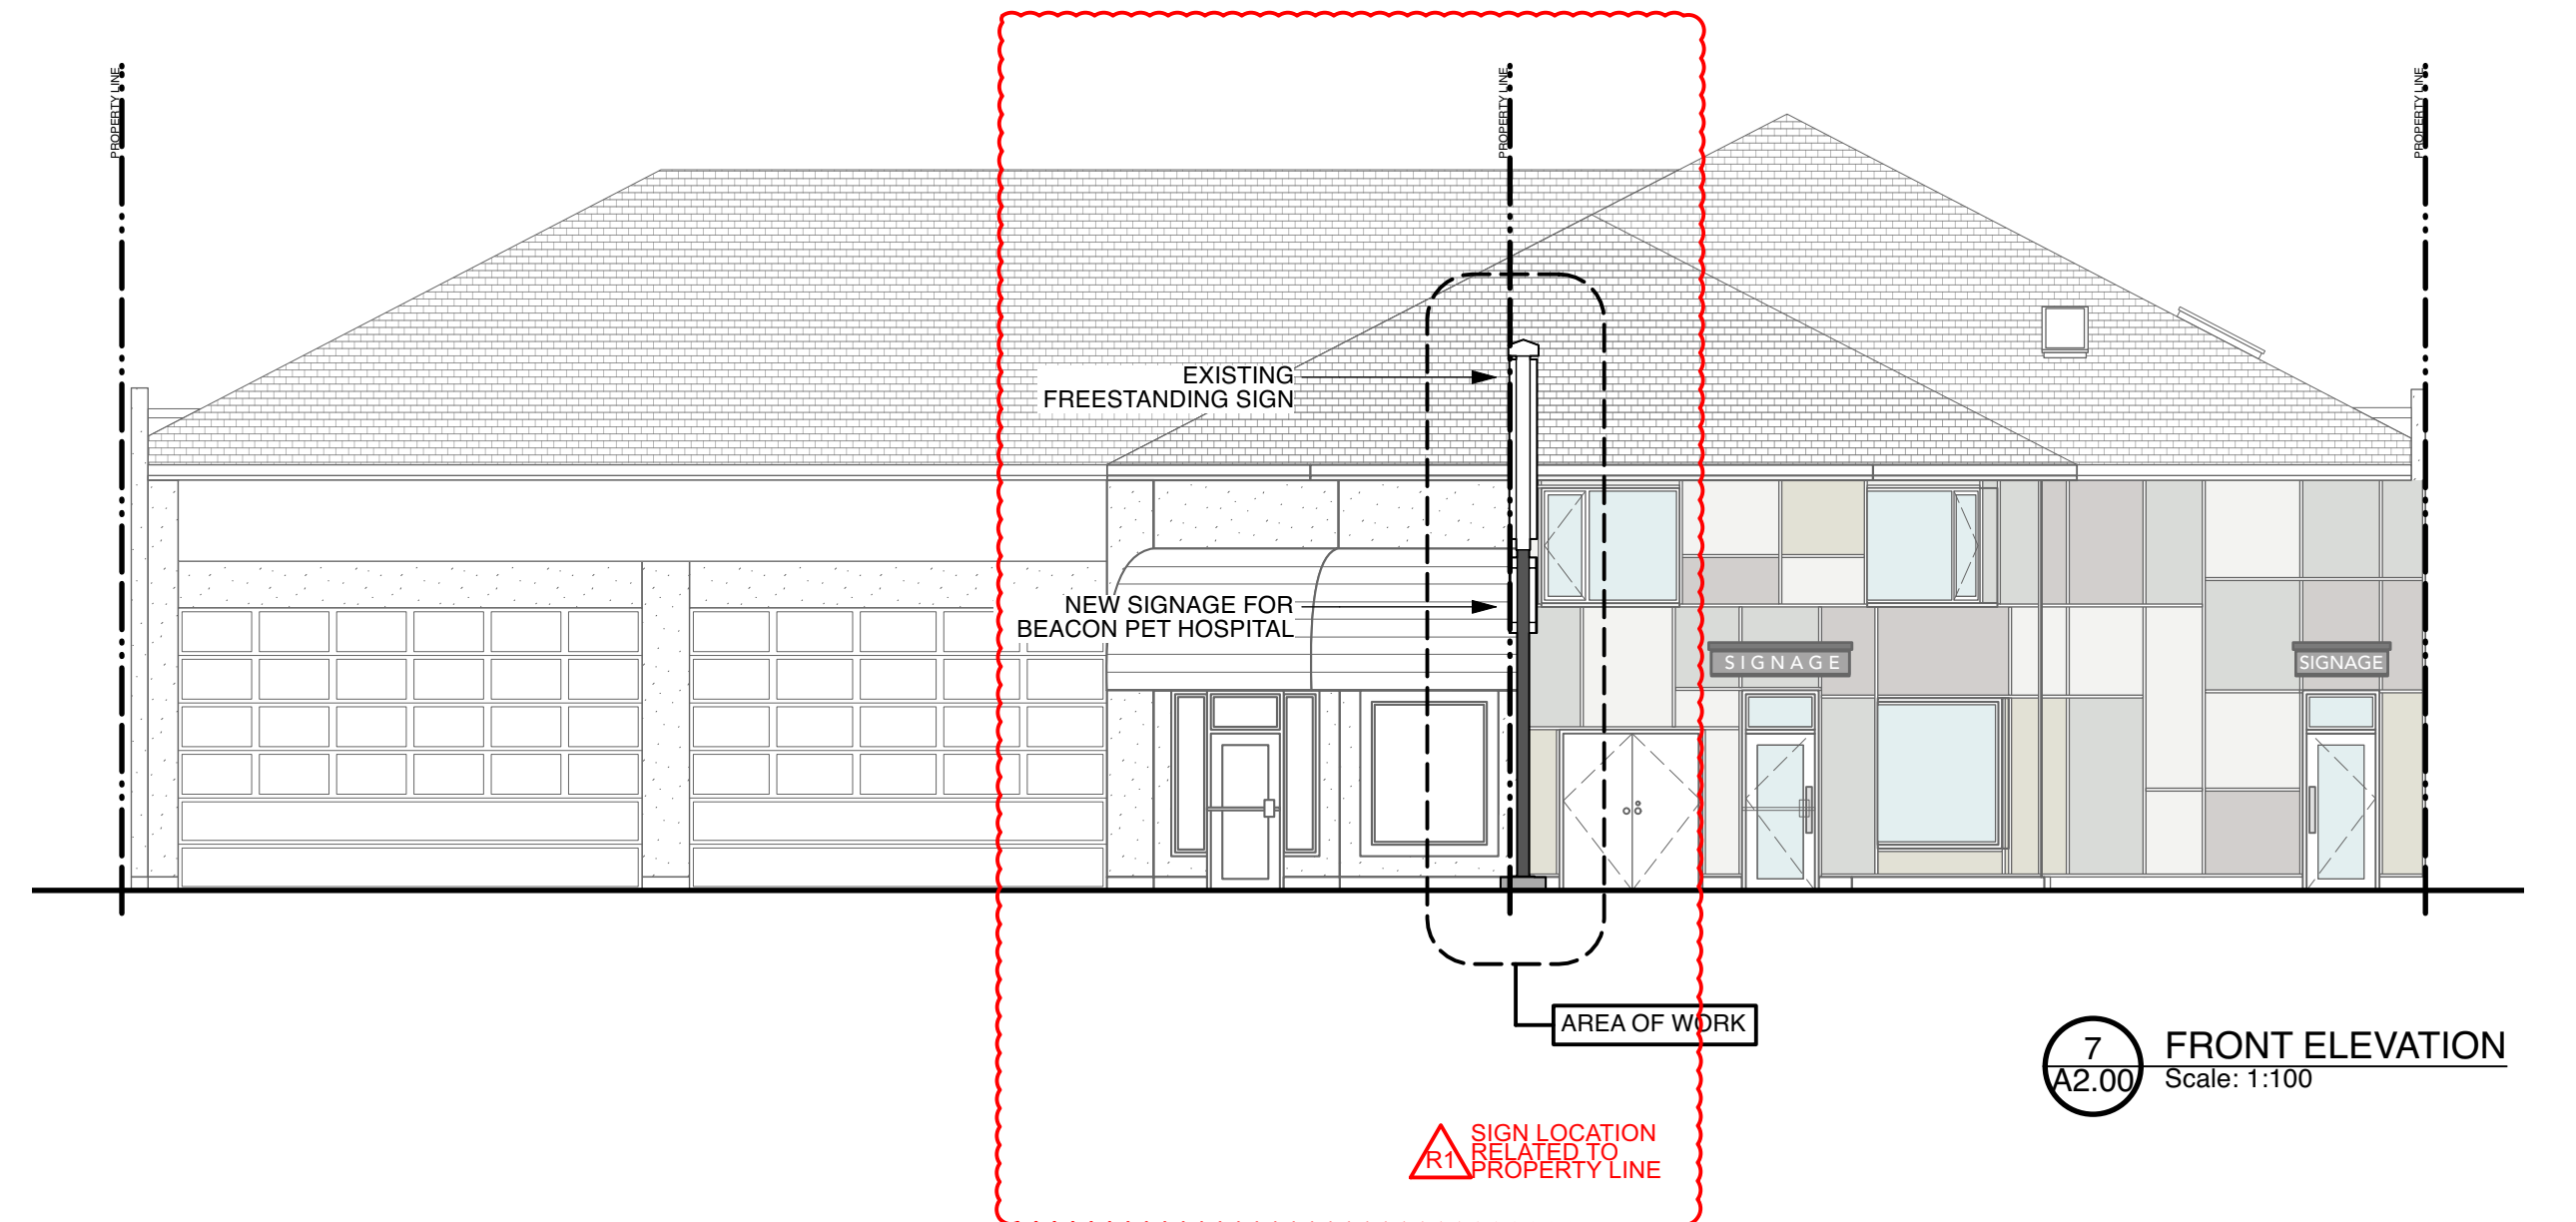 PROPERTY LINE
PROPERTY LINE
PROPERTY LINE
EXISTING
FREESTANDING SIGN
NEW SIGNAGE FOR
BEACON PET HOSPITAL
SIGNAGE
SIGNAGE
AREA OF WORK
7
A2.00
FRONT ELEVATION
Scale: 1:100
R1
SIGN LOCATION
RELATED TO
PROPERTY LINE